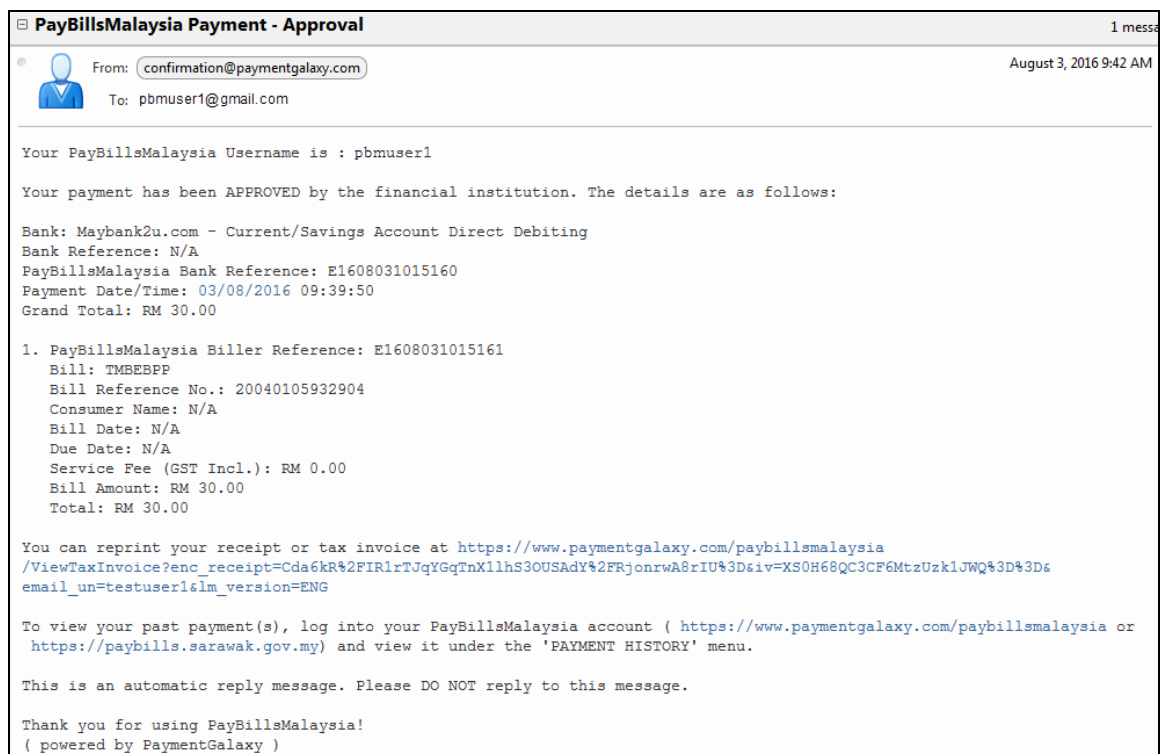 PayBillsMalaysia Payment - Approval
1 messa
From: confirmation@paymentgalaxy.com
August 3, 2016 9:42 AM
To: pbmuser1@gmail.com
Your PayBillsMalaysia Username is : pbmuser1
Your payment has been APPROVED by the financial institution. The details are as follows:
Bank: Maybank2u.com - Current/Savings Account Direct Debiting
Bank Reference: N/A
PayBillsMalaysia Bank Reference: E1608031015160
Payment Date/Time: 03/08/2016 09:39:50
Grand Total: RM 30.00
1. PayBillsMalaysia Biller Reference: E1608031015161
Bill: TMBEBPP
Bill Reference No.: 20040105932904
Consumer Name: N/A
Bill Date: N/A
Due Date: N/A
Service Fee (GST Incl.): RM 0.00
Bill Amount: RM 30.00
Total: RM 30.00
You can reprint your receipt or tax invoice at https://www.paymentgalaxy.com/paybillsmalaysia
/ViewTaxInvoice?enc_receipt=Cda6kR%2FIR1rTJqYGqTnX1lhS3OUSAdY%2FRjonrwA8rIU%3D&iv=XS0H68QC3CF6MtzUzk1JWQ%3D%3D&
email_un=testuser1&lm_version=ENG
To view your past payment(s), log into your PayBillsMalaysia account ( https://www.paymentgalaxy.com/paybillsmalaysia or
https://paybills.sarawak.gov.my) and view it under the 'PAYMENT HISTORY' menu.
This is an automatic reply message. Please DO NOT reply to this message.
Thank you for using PayBillsMalaysia!
( powered by PaymentGalaxy )